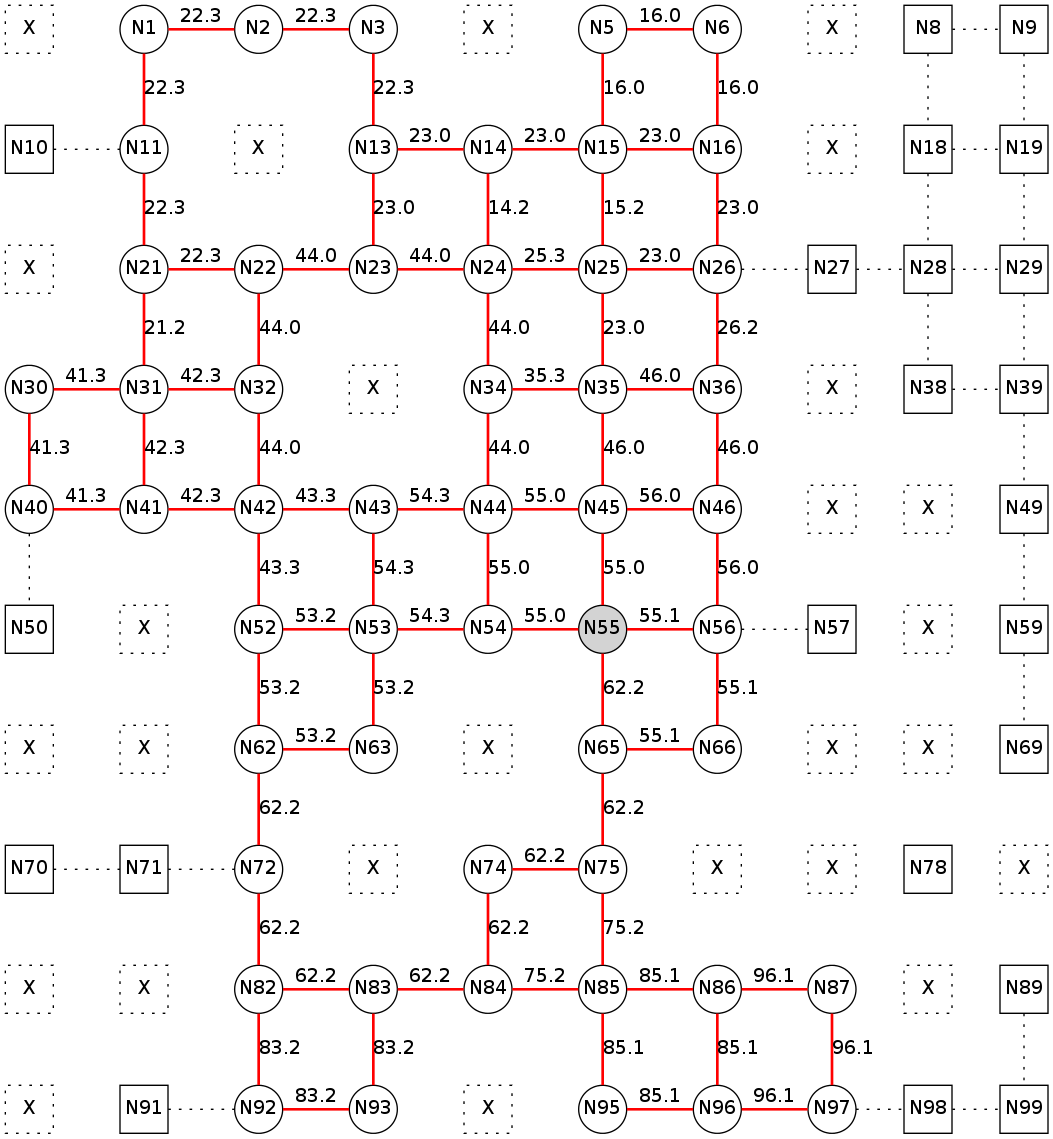 22.3 22.3 16.0
X N1 N2 N3 X N5 N6 X N8 N9
22.3 22.3 16.0 16.0
23.0 23.0 23.0
N10 N11 X N13 N14 N15 N16 X N18 N19
22.3 23.0 14.2 15.2 23.0
22.3 44.0 44.0 25.3 23.0
X N21 N22 N23 N24 N25 N26 N27 N28 N29
21.2 44.0 44.0 23.0 26.2
41.3 42.3 35.3 46.0
N30 N31 N32 X N34 N35 N36 X N38 N39
41.3 42.3 44.0 44.0 46.0 46.0
41.3 42.3 43.3 54.3 55.0 56.0
N40 N41 N42 N43 N44 N45 N46 X X N49
43.3 54.3 55.0 55.0 56.0
53.2 54.3 55.0 55.1
N50 X N52 N53 N54 N55 N56 N57 X N59
53.2 53.2 62.2 55.1
53.2 55.1
X X N62 N63 X N65 N66 X X N69
62.2 62.2
62.2
N70 N71 N72 X N74 N75 X X N78 X
62.2 62.2 75.2
62.2 62.2 75.2 85.1 96.1
X X N82 N83 N84 N85 N86 N87 X N89
83.2 83.2 85.1 85.1 96.1
83.2 85.1 96.1
X N91 N92 N93 X N95 N96 N97 N98 N99